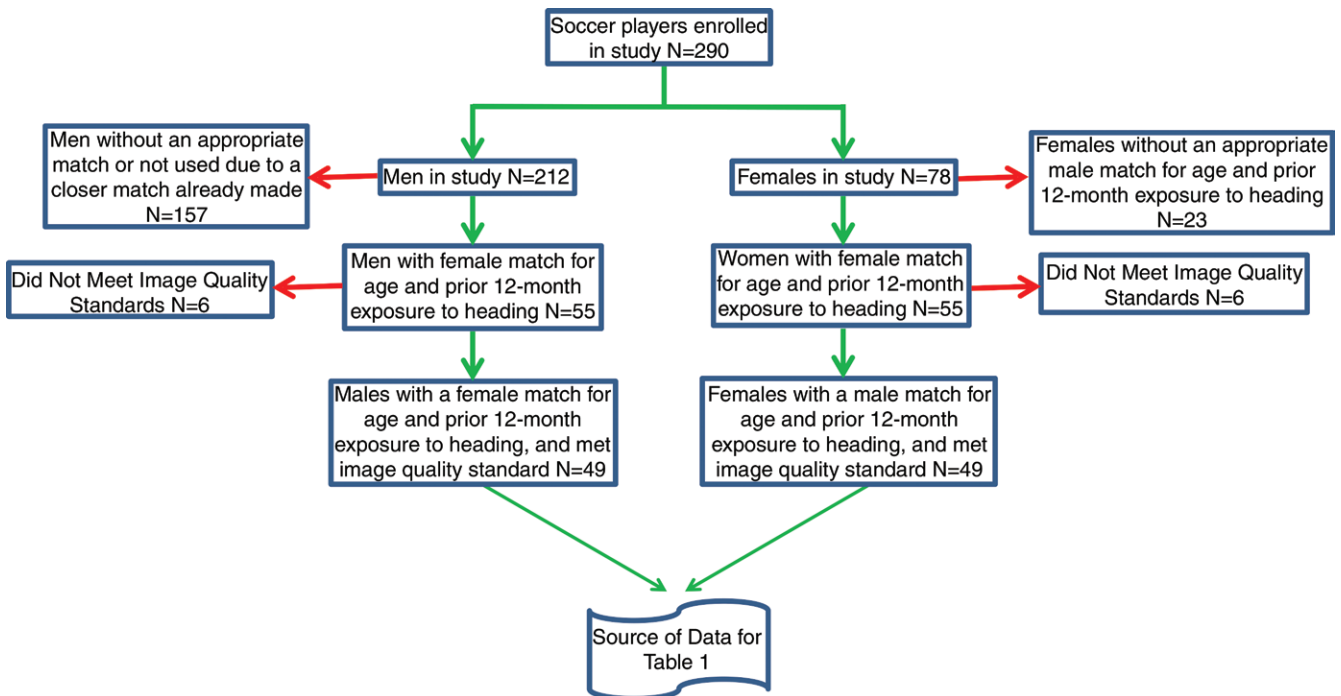 Soccer players enrolled
in study N=290
Men without an appropriate
match or not used due to a
closer match already made
N=157
Men in study N=212
Females in study N=78
Females without an appropriate
male match for age and prior
12-month exposure to heading
N=23
Did Not Meet Image Quality
Standards N=6
Men with female match for
age and prior 12-month
exposure to heading N=55
Women with female match
for age and prior 12-month
exposure to heading N=55
Did Not Meet Image Quality
Standards N=6
Males with a female match for
age and prior 12-month
exposure to heading, and met
image quality standard N=49
Females with a male match for
age and prior 12-month
exposure to heading, and met
image quality standard N=49
Source of Data for
Table 1